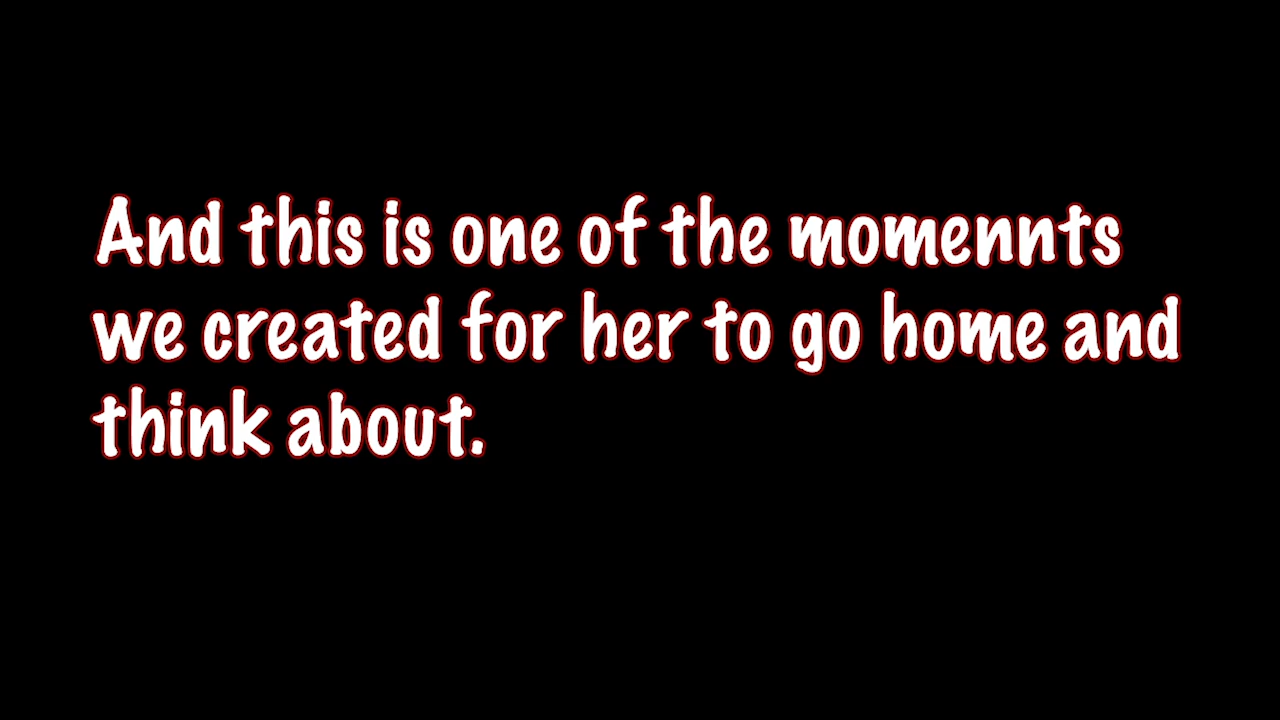 And this is one of the momennts
we created for her to go home and
think about.